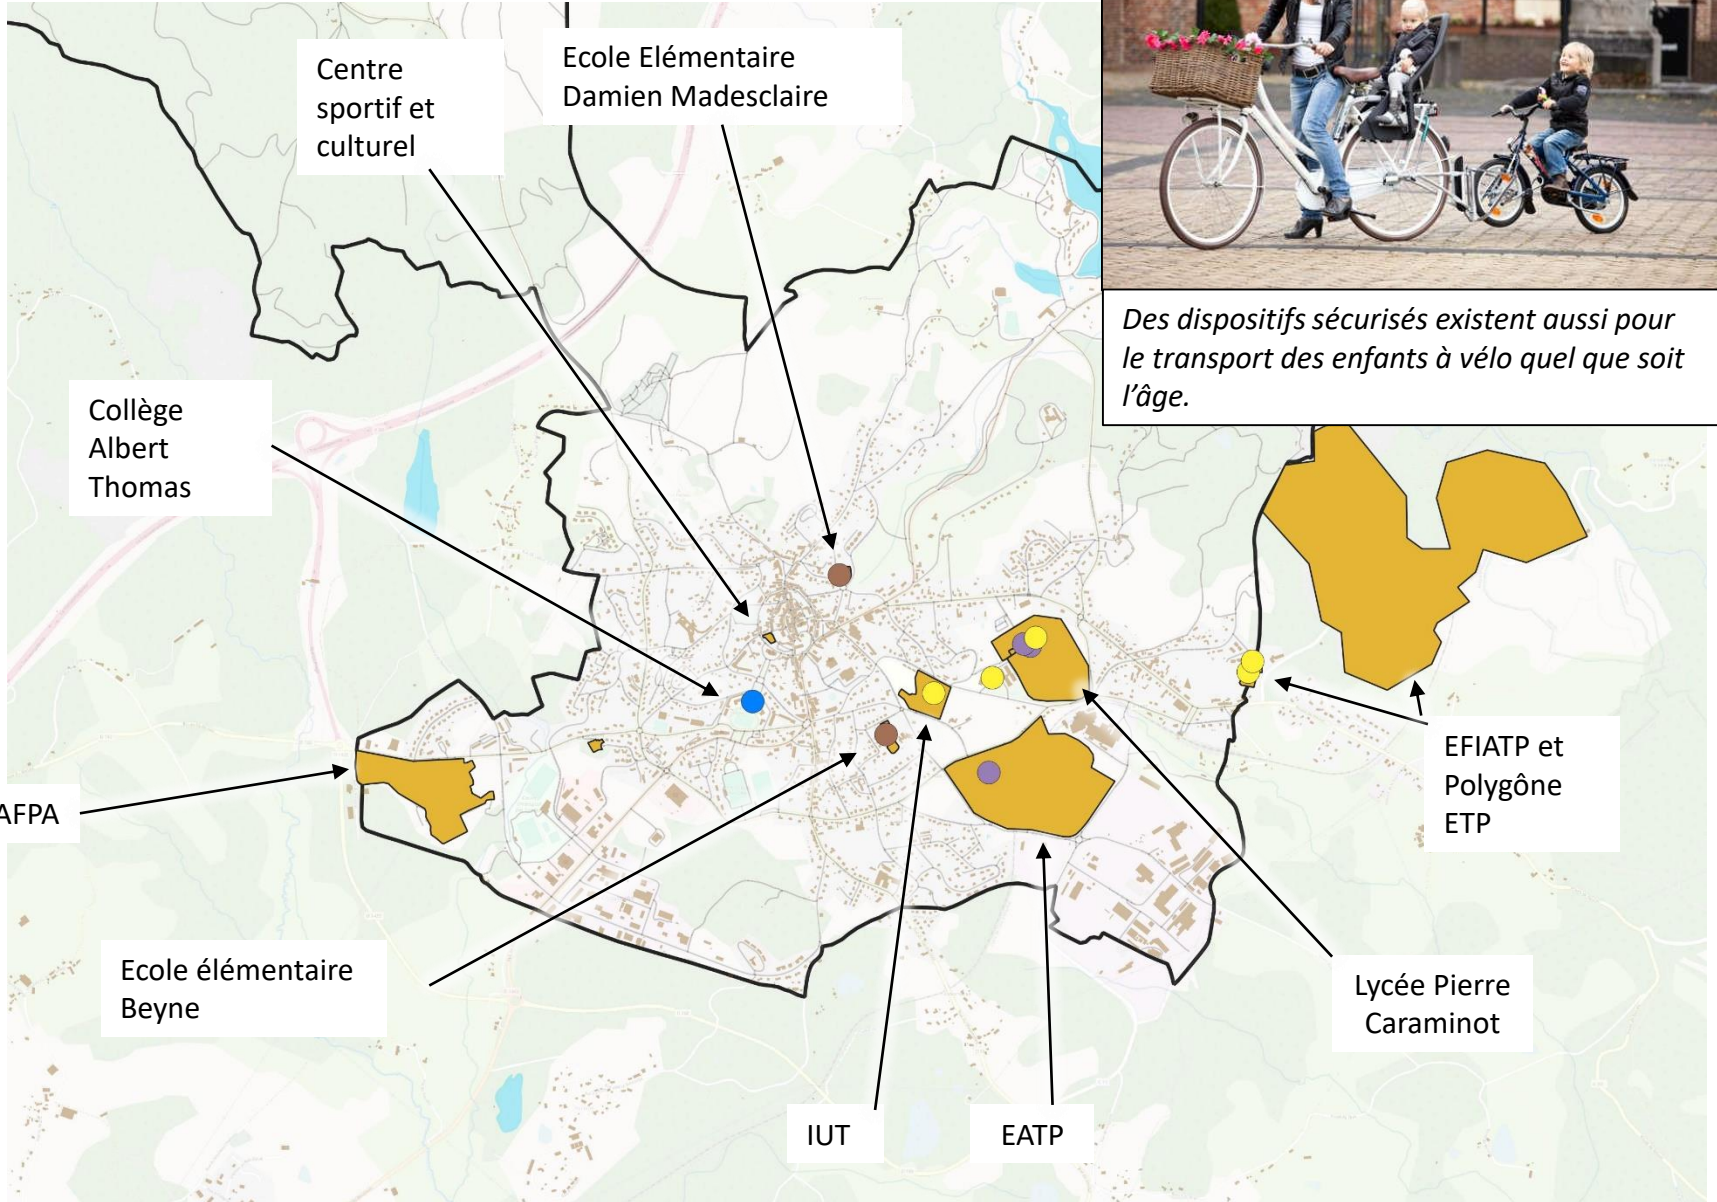 Centre
sportif et
culturel
Ecole Elémentaire
Damien Madesclaire
Des dispositifs sécurisés existent aussi pour
le transport des enfants à vélo quel que soit
l'âge.
Collège
Albert
Thomas
AFPA
EFIATP et
Polygône
ETP
Ecole élémentaire
Beyne
Lycée Pierre
Caraminot
IUT
EATP